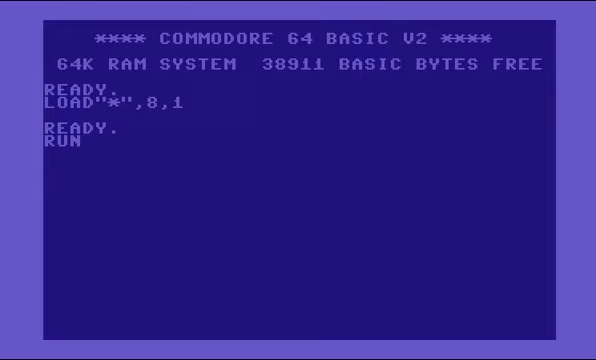 **** COMMODORE 64 BASIC V2 ****
64K RAM SYSTEM  38911 BASIC BYTES FREE
READY.
LOAD"*",8,1
READY.
RUN